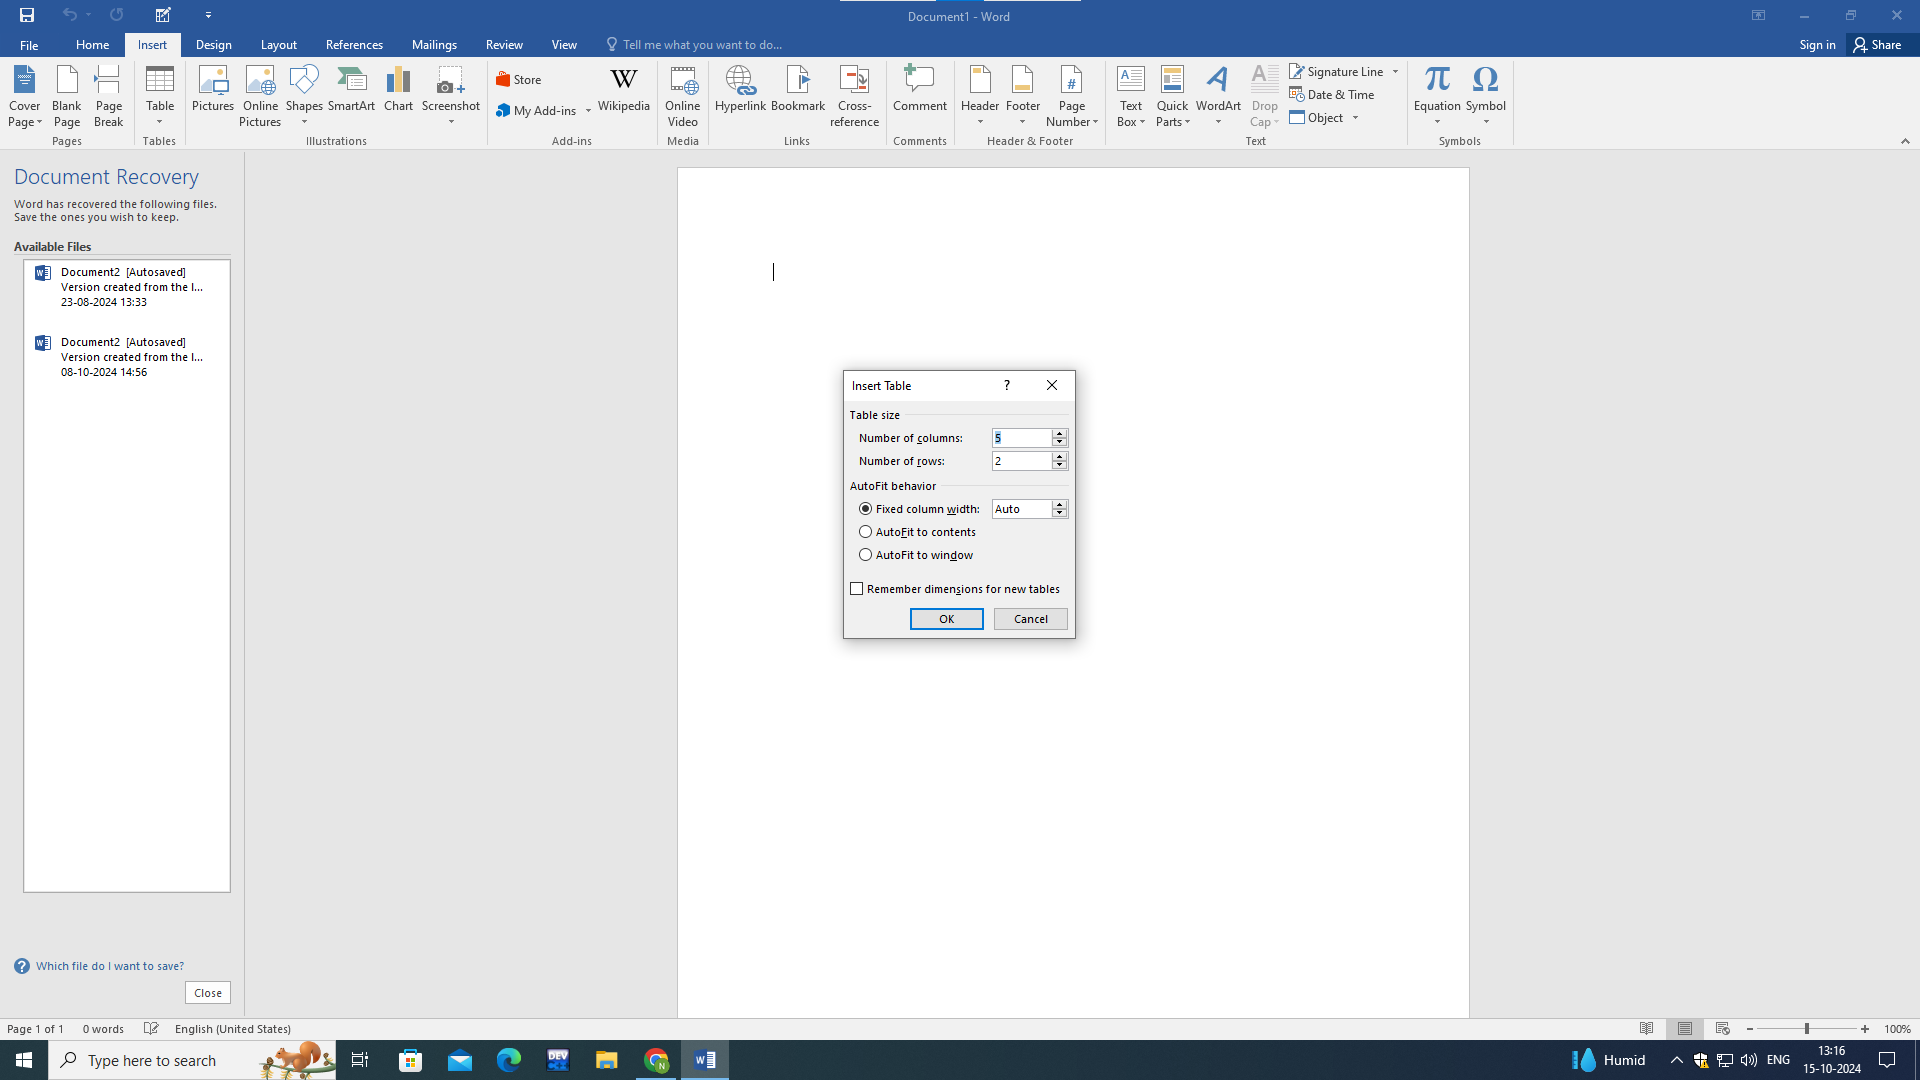 Document1 - Word
File Home Insert Design Layout References Mailings Review View Tell me what you want to do... Sign in Share
Cover Page
Blank Page
Page Break
Pages
Table
Tables
Pictures
Online Pictures
Shapes
SmartArt
Chart
Screenshot
Illustrations
Store
My Add-ins
Wikipedia
Add-ins
Online Video
Media
Hyperlink
Bookmark
Cross-reference
Links
Comment
Comments
Header
Footer
Page Number
Header & Footer
Text Box
Quick Parts
WordArt
Drop Cap
Signature Line
Date & Time
Object
Text
Equation
Symbol
Symbols
Document Recovery
Word has recovered the following files.
Save the ones you wish to keep.
Available Files
Document2 [Autosaved]
Version created from the l...
23-08-2024 13:33
Document2 [Autosaved]
Version created from the l...
08-10-2024 14:56
Which file do I want to save?
Close
Insert Table ?
Table size
Number of columns: 5
Number of rows: 2
AutoFit behavior
Fixed column width: Auto
AutoFit to contents
AutoFit to window
Remember dimensions for new tables
OK Cancel
Page 1 of 1 0 words English (United States) 100%
Type here to search
DEV
Humid
ENG
13:16
15-10-2024